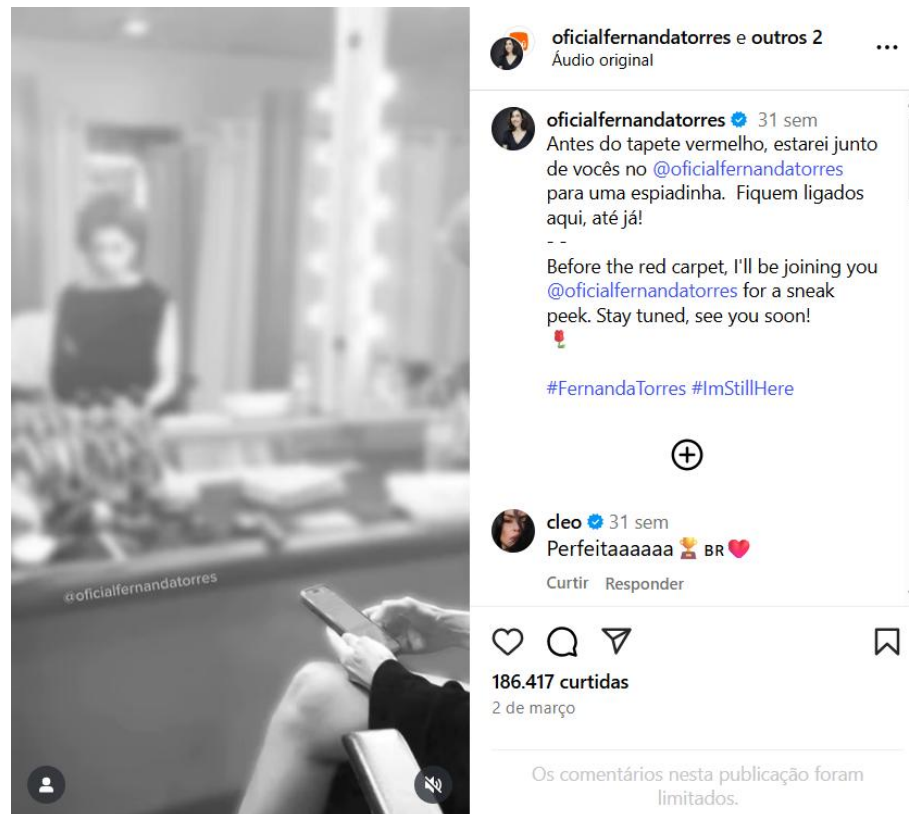 oficialfernandatorres e outros 2
Áudio original
oficialfernandatorres 31 sem
Antes do tapete vermelho, estarei junto
de vocês no @oficialfernandatorres
para uma espiadinha. Fiquem ligados
aqui, até já!
- -
Before the red carpet, I'll be joining you
@oficialfernandatorres for a sneak
peek. Stay tuned, see you soon!
🌹
#FernandaTorres #ImStillHere
cleo 31 sem
Perfeitaaaaaa 🏆 BR❤️
Curtir Responder
@oficialfernandatorres
186.417 curtidas
2 de março
Os comentários nesta publicação foram
limitados.